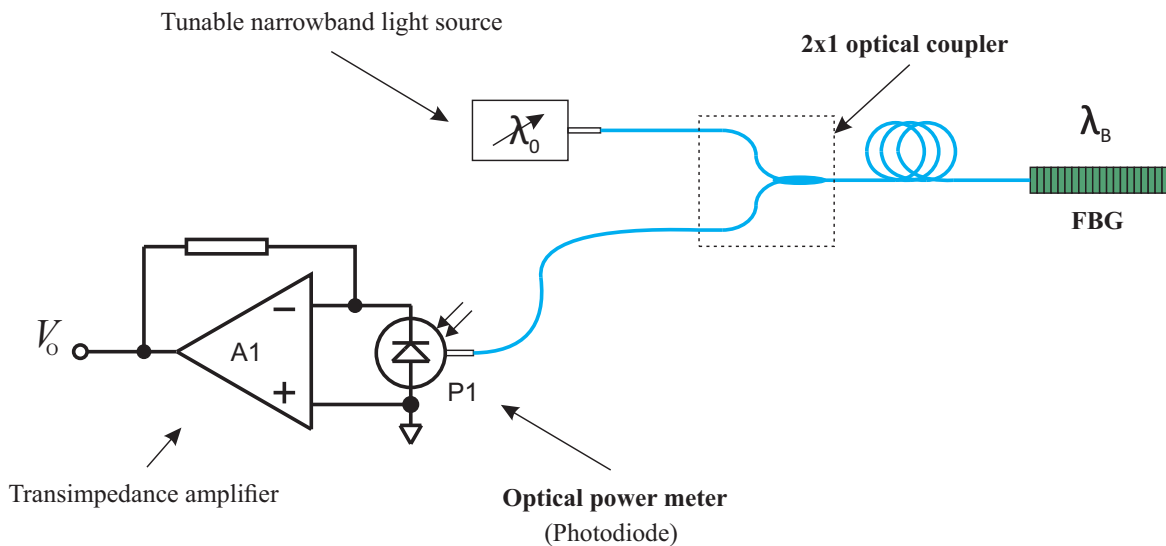 Tunable narrowband light source
2x1 optical coupler
λ0
λB
FBG
Vo
A1
P1
Transimpedance amplifier
Optical power meter
(Photodiode)